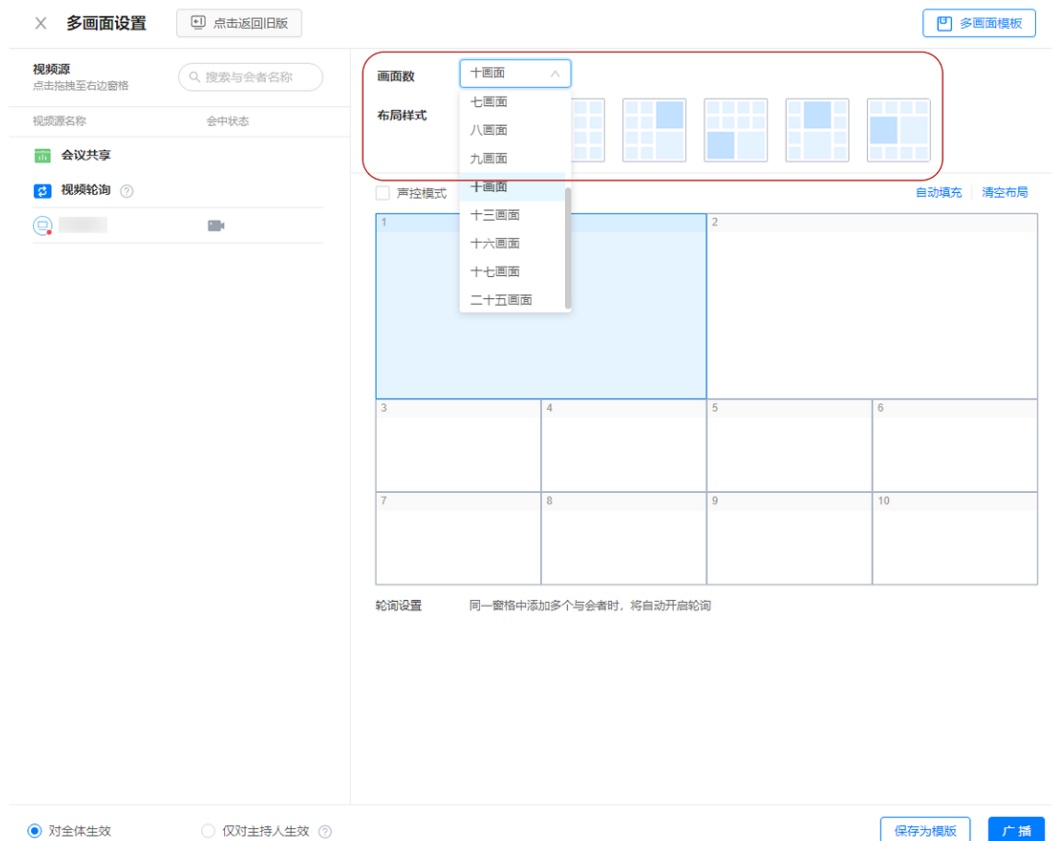 多画面设置
点击返回旧版
多画面模板
视频源
点击拖拽至右边窗格
搜索与会者名称
视频源名称
会中状态
会议共享
视频轮询
画面数
十画面
布局样式
七画面
八画面
九画面
十画面
十三画面
十六画面
十七画面
二十五画面
声控模式
自动填充
清空布局
1
2
3
4
5
6
7
8
9
10
轮询设置
同一窗格中添加多个与会者时，将自动开启轮询
对全体生效
仅对主持人生效
保存为模版
广播